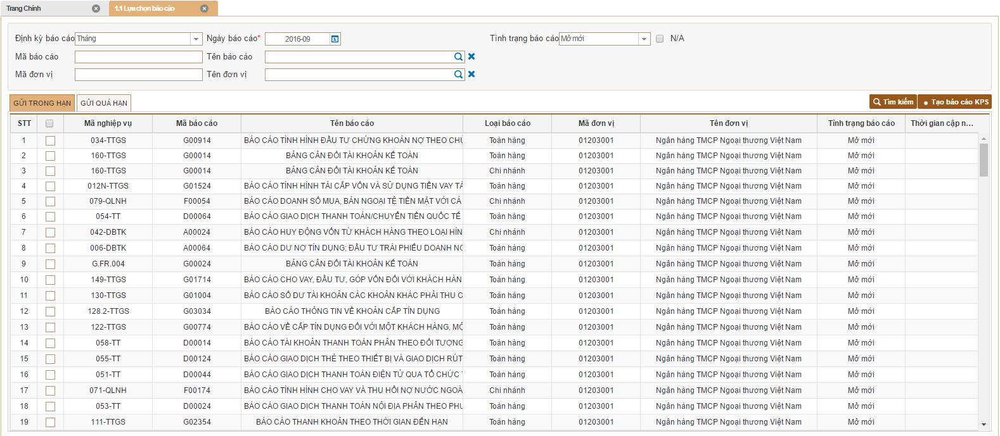 Trang Chính 1.1 Lựa chọn báo cáo
Định kỳ báo cáo Tháng Ngày báo cáo* 2016-09 Tình trạng báo cáo Mở mới N/A
Mã báo cáo Tên báo cáo
Mã đơn vị Tên đơn vị
GỬI TRONG HẠN GỬI QUÁ HẠN Tìm kiếm Tạo báo cáo KPS
STT Mã nghiệp vụ Mã báo cáo Tên báo cáo Loại báo cáo Mã đơn vị Tên đơn vị Tình trạng báo cáo Thời gian cập n...
1 034-TTGS G00914 BÁO CÁO TÌNH HÌNH ĐẦU TƯ CHỨNG KHOÁN NỢ THEO CHỦ Toàn hàng 01203001 Ngân hàng TMCP Ngoại thương Việt Nam Mở mới
2 160-TTGS G00014 BẢNG CÂN ĐỐI TÀI KHOẢN KẾ TOÁN Toàn hàng 01203001 Ngân hàng TMCP Ngoại thương Việt Nam Mở mới
3 160-TTGS G00014 BẢNG CÂN ĐỐI TÀI KHOẢN KẾ TOÁN Chi nhánh 01203001 Ngân hàng TMCP Ngoại thương Việt Nam Mở mới
4 012N-TTGS G01524 BÁO CÁO TÌNH HÌNH TÁI CẤP VỐN VÀ SỬ DỤNG TIỀN VAY TÁ Toàn hàng 01203001 Ngân hàng TMCP Ngoại thương Việt Nam Mở mới
5 079-QLNH F00054 BÁO CÁO DOANH SỐ MUA, BÁN NGOẠI TỆ TIỀN MẶT VỚI CÁ Chi nhánh 01203001 Ngân hàng TMCP Ngoại thương Việt Nam Mở mới
6 054-TT D00064 BÁO CÁO GIAO DỊCH THANH TOÁN/CHUYỂN TIỀN QUỐC TẾ Toàn hàng 01203001 Ngân hàng TMCP Ngoại thương Việt Nam Mở mới
7 042-DBTK A00024 BÁO CÁO HUY ĐỘNG VỐN TỪ KHÁCH HÀNG THEO LOẠI HÌN Chi nhánh 01203001 Ngân hàng TMCP Ngoại thương Việt Nam Mở mới
8 006-DBTK A00064 BÁO CÁO DƯ NỢ TÍN DỤNG; ĐẦU TƯ TRÁI PHIẾU DOANH NG Toàn hàng 01203001 Ngân hàng TMCP Ngoại thương Việt Nam Mở mới
9 G.FR.004 G00024 BẢNG CÂN ĐỐI TÀI KHOẢN KẾ TOÁN Toàn hàng 01203001 Ngân hàng TMCP Ngoại thương Việt Nam Mở mới
10 149-TTGS G01714 BÁO CÁO CHO VAY, ĐẦU TƯ, GÓP VỐN ĐỐI VỚI KHÁCH HÀN Toàn hàng 01203001 Ngân hàng TMCP Ngoại thương Việt Nam Mở mới
11 130-TTGS G01004 BÁO CÁO SỐ DƯ TÀI KHOẢN CÁC KHOẢN KHÁC PHẢI THU C Toàn hàng 01203001 Ngân hàng TMCP Ngoại thương Việt Nam Mở mới
12 128.2-TTGS G03034 BÁO CÁO THÔNG TIN VỀ KHOẢN CẤP TÍN DỤNG Toàn hàng 01203001 Ngân hàng TMCP Ngoại thương Việt Nam Mở mới
13 122-TTGS G00774 BÁO CÁO VỀ CẤP TÍN DỤNG ĐỐI VỚI MỘT KHÁCH HÀNG, MỘ Toàn hàng 01203001 Ngân hàng TMCP Ngoại thương Việt Nam Mở mới
14 058-TT D00014 BÁO CÁO TÀI KHOẢN THANH TOÁN PHÂN THEO ĐỐI TƯỢNG Toàn hàng 01203001 Ngân hàng TMCP Ngoại thương Việt Nam Mở mới
15 055-TT D00124 BÁO CÁO GIAO DỊCH THẺ THEO THIẾT BỊ VÀ GIAO DỊCH RÚT Toàn hàng 01203001 Ngân hàng TMCP Ngoại thương Việt Nam Mở mới
16 051-TT D00044 BÁO CÁO GIAO DỊCH THANH TOÁN ĐIỆN TỬ QUA TỔ CHỨC T Toàn hàng 01203001 Ngân hàng TMCP Ngoại thương Việt Nam Mở mới
17 071-QLNH F00174 BÁO CÁO TÌNH HÌNH CHO VAY VÀ THU HỒI NỢ NƯỚC NGOÀ Chi nhánh 01203001 Ngân hàng TMCP Ngoại thương Việt Nam Mở mới
18 053-TT D00024 BÁO CÁO GIAO DỊCH THANH TOÁN NỘI ĐỊA PHÂN THEO PHƯ Toàn hàng 01203001 Ngân hàng TMCP Ngoại thương Việt Nam Mở mới
19 111-TTGS G02354 BÁO CÁO THANH KHOẢN THEO THỜI GIAN ĐẾN HẠN Toàn hàng 01203001 Ngân hàng TMCP Ngoại thương Việt Nam Mở mới